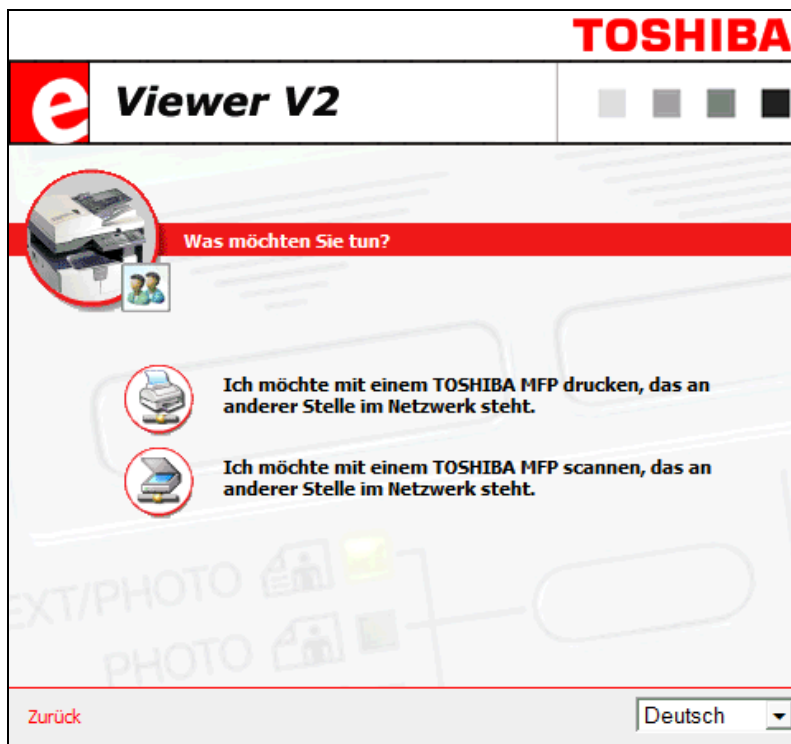 TOSHIBA
e Viewer V2
Was möchten Sie tun?
Ich möchte mit einem TOSHIBA MFP drucken, das an
anderer Stelle im Netzwerk steht.
Ich möchte mit einem TOSHIBA MFP scannen, das an
anderer Stelle im Netzwerk steht.
EXT/PHOTO
PHOTO
Zurück
Deutsch